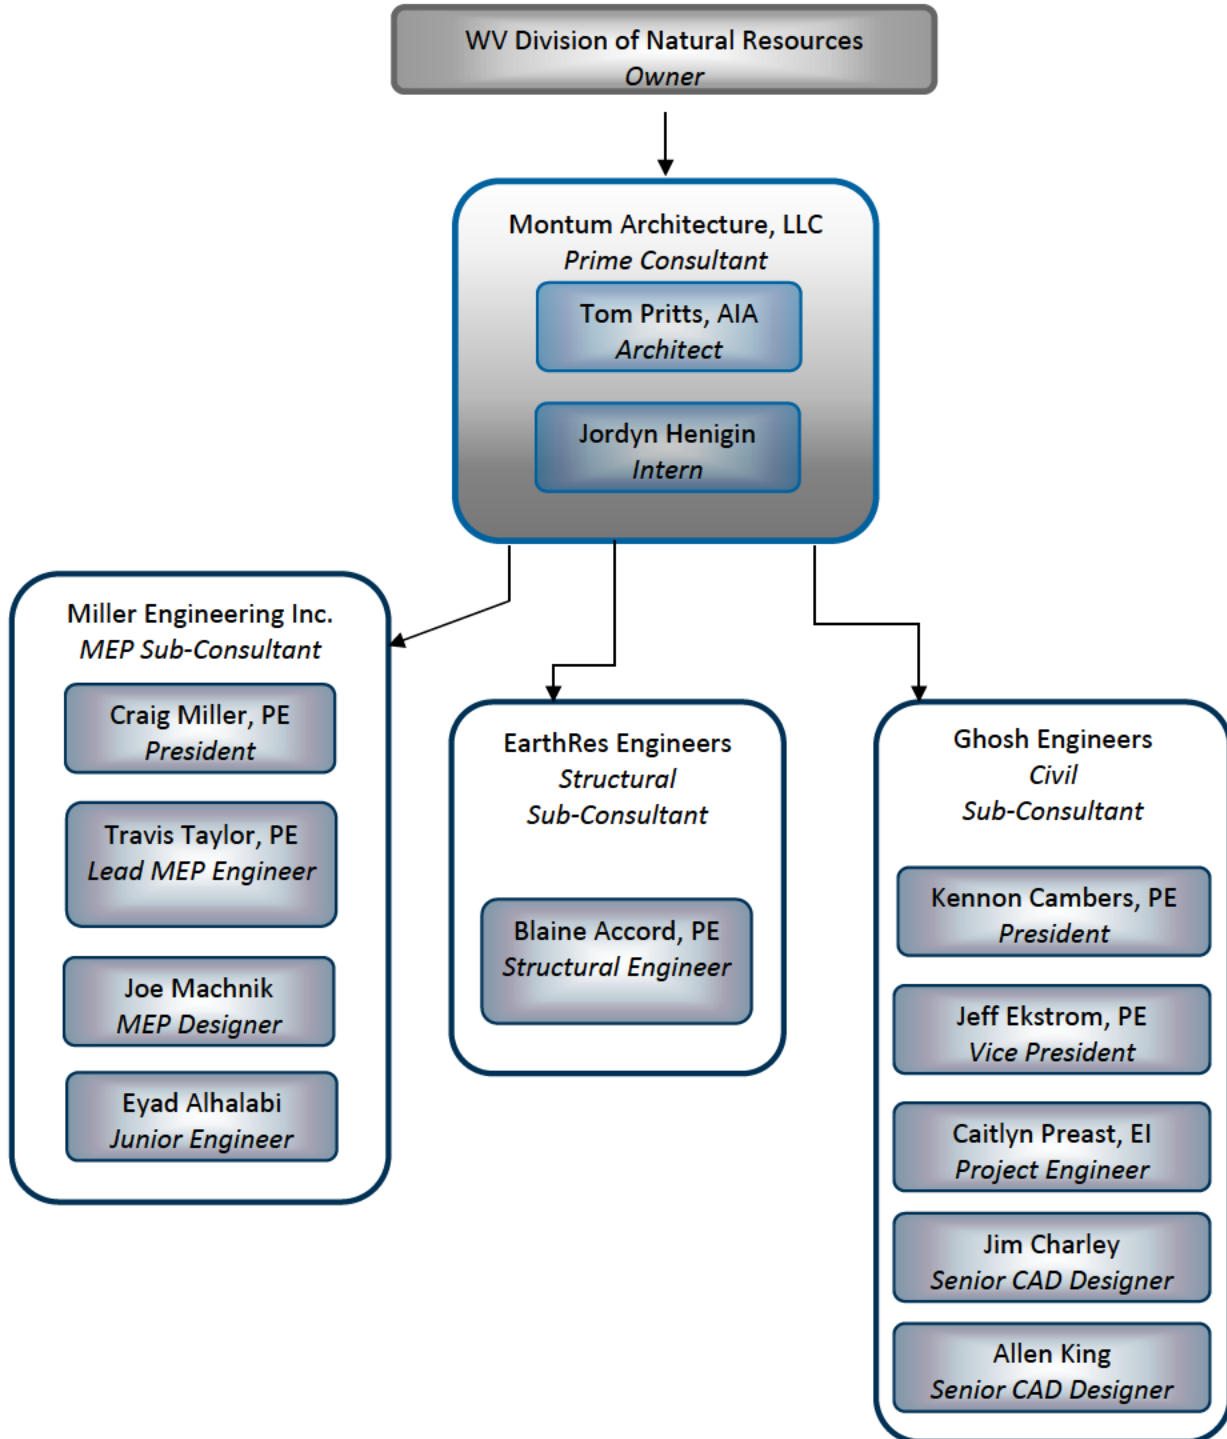 WV Division of Natural Resources
Owner
Montum Architecture, LLC
Prime Consultant
Tom Pritts, AIA
Architect
Jordyn Henigin
Intern
Miller Engineering Inc.
MEP Sub-Consultant
Craig Miller, PE
President
Travis Taylor, PE
Lead MEP Engineer
Joe Machnik
MEP Designer
Eyad Alhalabi
Junior Engineer
EarthRes Engineers
Structural
Sub-Consultant
Blaine Accord, PE
Structural Engineer
Ghosh Engineers
Civil
Sub-Consultant
Kennon Cambers, PE
President
Jeff Ekstrom, PE
Vice President
Caitlyn Preast, EI
Project Engineer
Jim Charley
Senior CAD Designer
Allen King
Senior CAD Designer